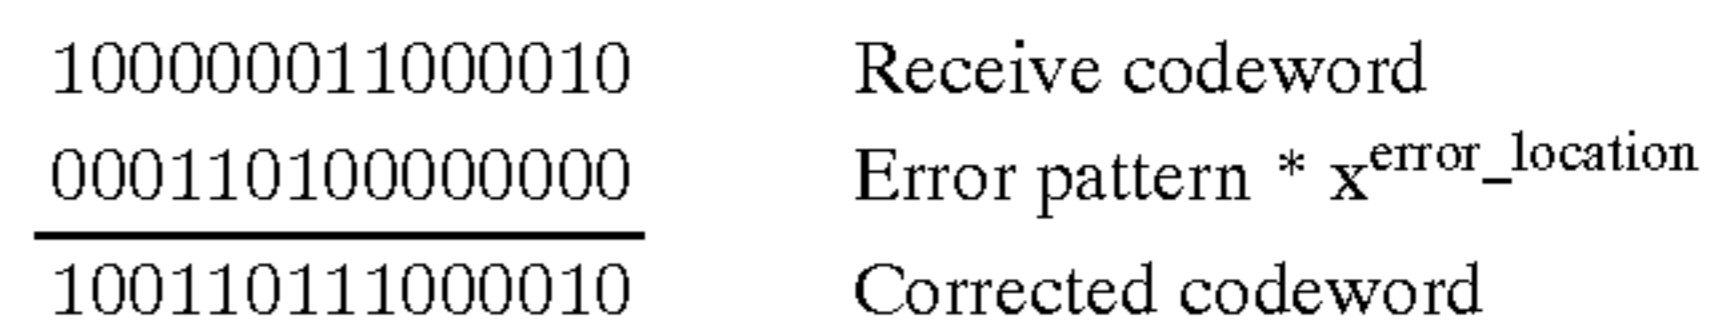 100000011000010 Receive codeword
000110100000000 Error pattern * x^error_location
100110111000010 Corrected codeword